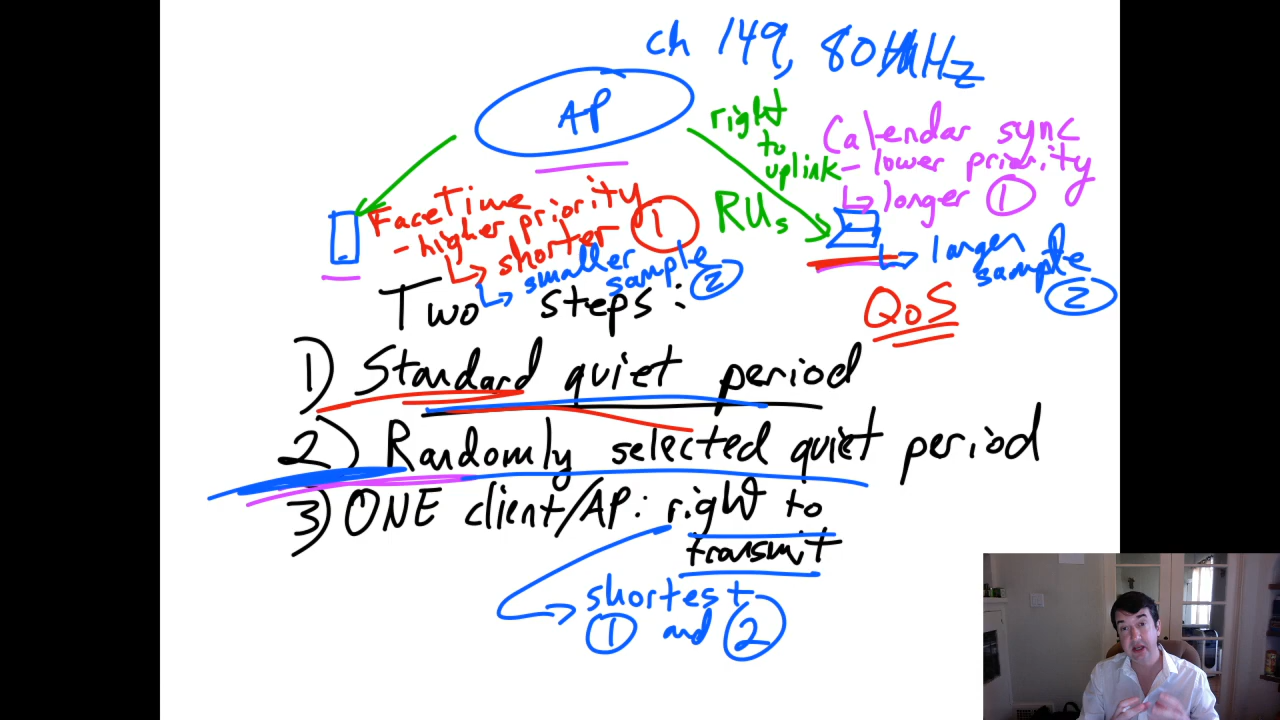 ch 149, 80MHz
AP
right
to
uplink
RUs
Calendar sync
- lower priority
↳ longer ①
FaceTime
- higher priority
↳ shorter ①
↳ smaller
sample ②
↳ larger
sample ②
QoS
Two steps:
1) Standard quiet period
2) Randomly selected quiet period
3) ONE client/AP: right to
transmit
shortest
① and ②